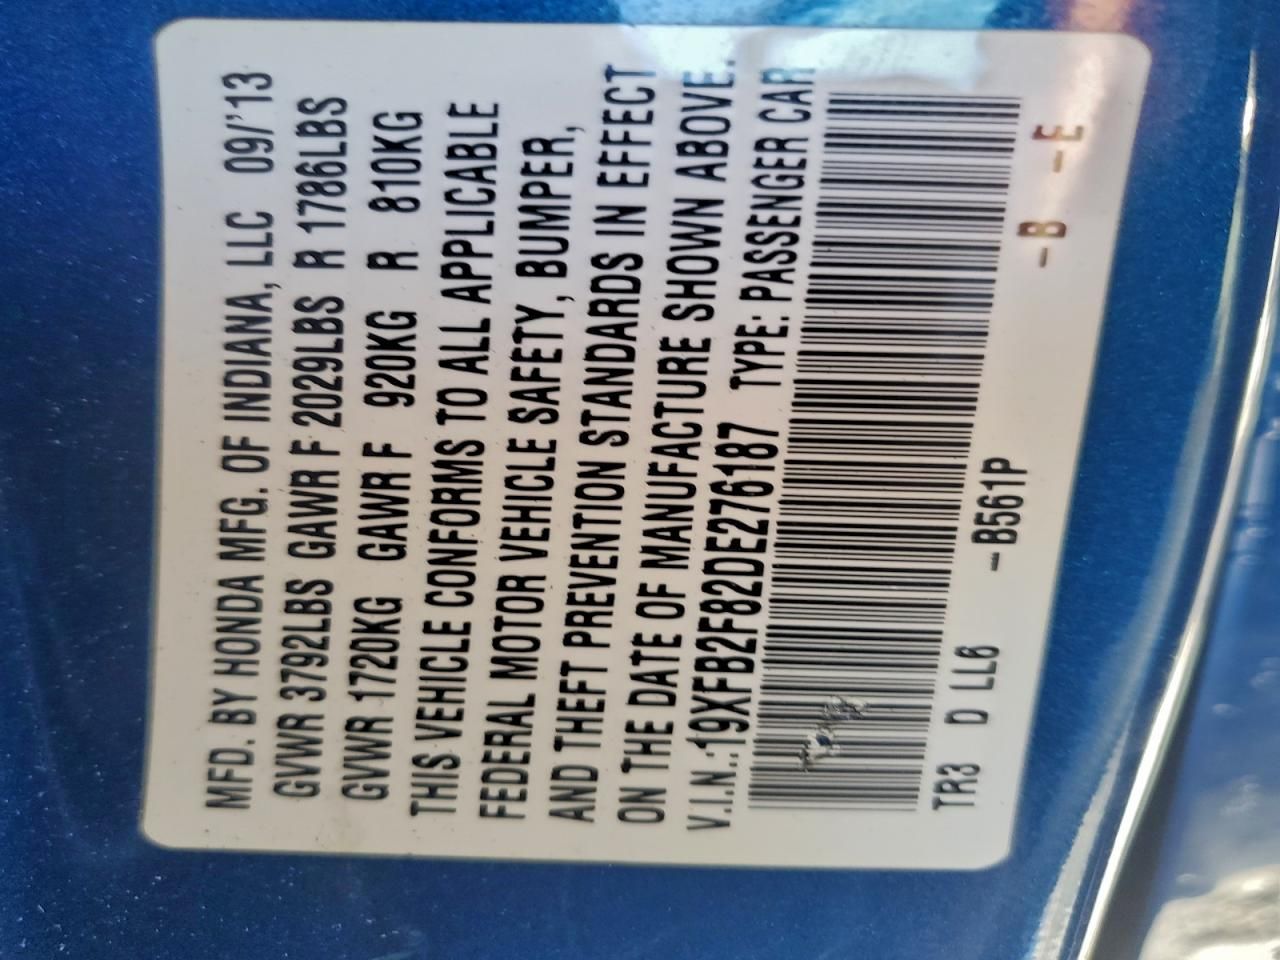 MFD. BY HONDA MFG. OF INDIANA, LLC 09/'13
GVWR 3792LBS GAWR F 2029LBS R 1786LBS
GVWR 1720KG GAWR F 920KG R 810KG
THIS VEHICLE CONFORMS TO ALL APPLICABLE
FEDERAL MOTOR VEHICLE SAFETY, BUMPER,
AND THEFT PREVENTION STANDARDS IN EFFECT
ON THE DATE OF MANUFACTURE SHOWN ABOVE.
V.I.N.:19XFB2F82DE276187 TYPE: PASSENGER CAR
TR3 D LL6 -B561P -B -E